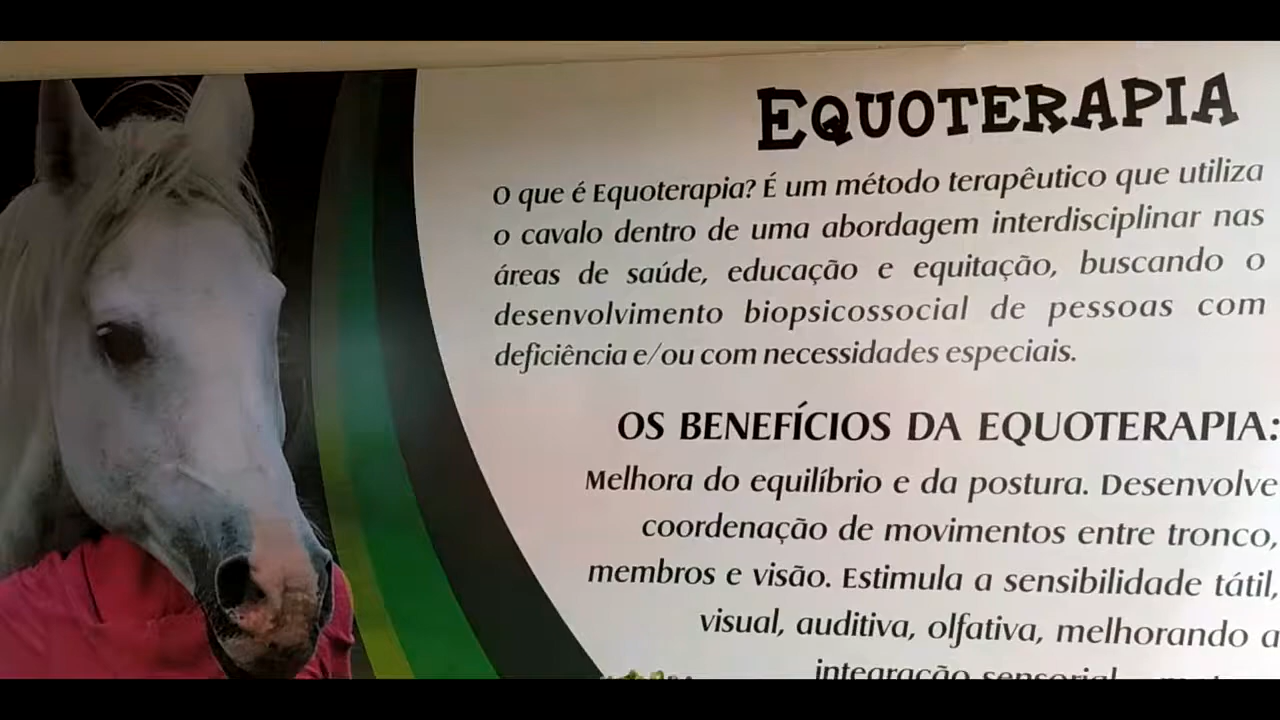 EQUOTERAPIA
O que é Equoterapia? É um método terapêutico que utiliza
o cavalo dentro de uma abordagem interdisciplinar nas
áreas de saúde, educação e equitação, buscando o
desenvolvimento biopsicossocial de pessoas com
deficiência e/ou com necessidades especiais.
OS BENEFÍCIOS DA EQUOTERAPIA:
Melhora do equilíbrio e da postura. Desenvolve
coordenação de movimentos entre tronco,
membros e visão. Estimula a sensibilidade tátil,
visual, auditiva, olfativa, melhorando a
integração sensorial